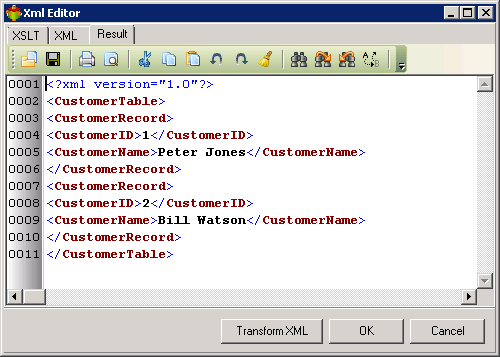 Xml Editor
XSLT XML Result
0001 <?xml version="1.0"?>
0002 <CustomerTable>
0003 <CustomerRecord>
0004 <CustomerID>1</CustomerID>
0005 <CustomerName>Peter Jones</CustomerName>
0006 </CustomerRecord>
0007 <CustomerRecord>
0008 <CustomerID>2</CustomerID>
0009 <CustomerName>Bill Watson</CustomerName>
0010 </CustomerRecord>
0011 </CustomerTable>
Transform XML OK Cancel